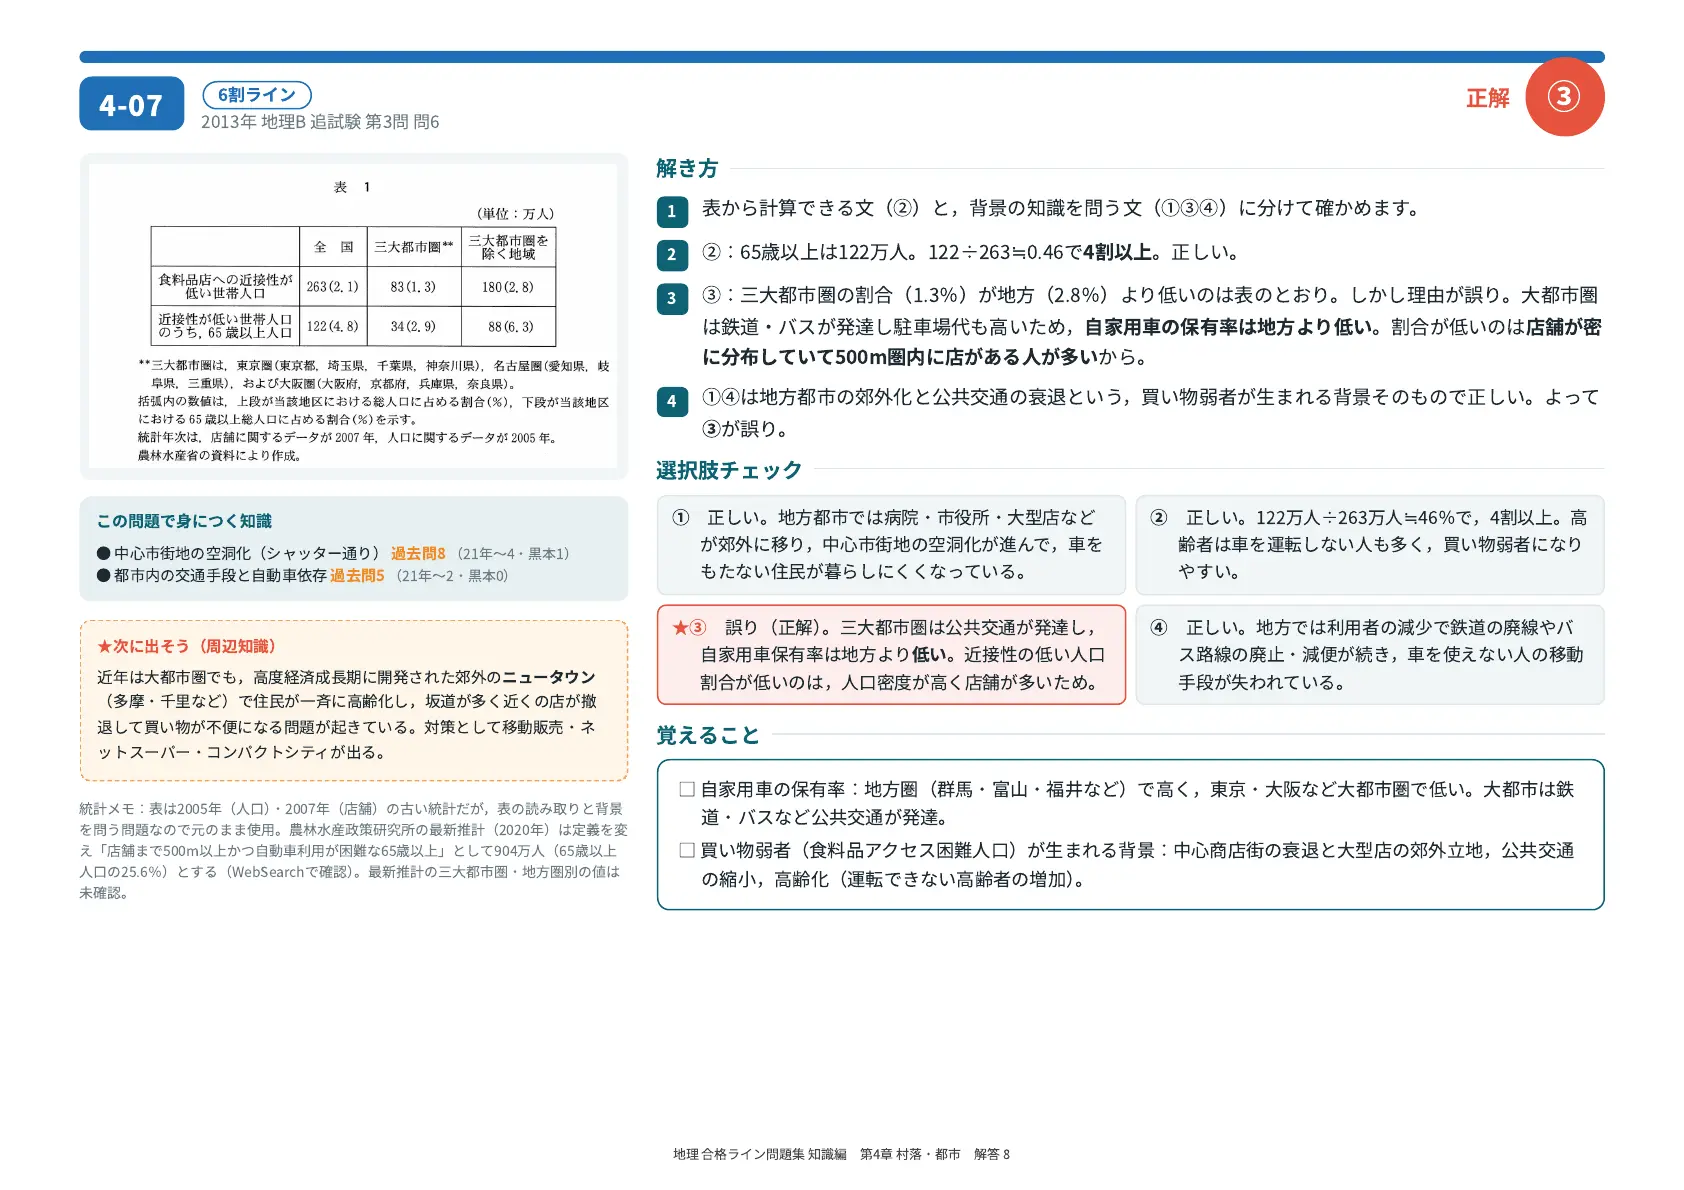 4-07
6割ライン
2013年 地理B 追試験 第3問 問6
正解 ③
表 1
(単位：万人)
全 国 三大都市圏** 三大都市圏を除く地域
食料品店への近接性が低い世帯人口 263(2.1) 83(1.3) 180(2.8)
近接性が低い世帯人口のうち，65歳以上人口 122(4.8) 34(2.9) 88(6.3)
**三大都市圏は，東京圏(東京都，埼玉県，千葉県，神奈川県)，名古屋圏(愛知県，岐
阜県，三重県)，および大阪圏(大阪府，京都府，兵庫県，奈良県)。
括弧内の数値は，上段が当該地区における総人口に占める割合(%)，下段が当該地区
における65歳以上総人口に占める割合(%)を示す。
統計年次は，店舗に関するデータが2007年，人口に関するデータが2005年。
農林水産省の資料により作成。
この問題で身につく知識
●中心市街地の空洞化（シャッター通り） 過去問8 （21年〜4・黒本1）
●都市内の交通手段と自動車依存 過去問5 （21年〜2・黒本0）
★次に出そう（周辺知識）
近年は大都市圏でも，高度経済成長期に開発された郊外のニュータウン
（多摩・千里など）で住民が一斉に高齢化し，坂道が多く近くの店が撤
退して買い物が不便になる問題が起きている。対策として移動販売・ネ
ットスーパー・コンパクトシティが出る。
統計メモ：表は2005年（人口）・2007年（店舗）の古い統計だが，表の読み取りと背景
を問う問題なので元のまま使用。農林水産政策研究所の最新推計（2020年）は定義を変
え「店舗まで500m以上かつ自動車利用が困難な65歳以上」として904万人（65歳以上
人口の25.6％）とする（WebSearchで確認）。最新推計の三大都市圏・地方圏別の値は
未確認。
解き方
1 表から計算できる文（②）と，背景の知識を問う文（①③④）に分けて確かめます。
2 ②：65歳以上は122万人。122÷263≒0.46で4割以上。正しい。
3 ③：三大都市圏の割合（1.3％）が地方（2.8％）より低いのは表のとおり。しかし理由が誤り。大都市圏
は鉄道・バスが発達し駐車場代も高いため，自家用車の保有率は地方より低い。割合が低いのは店舗が密
に分布していて500m圏内に店がある人が多いから。
4 ①④は地方都市の郊外化と公共交通の衰退という，買い物弱者が生まれる背景そのもので正しい。よって
③が誤り。
選択肢チェック
① 正しい。地方都市では病院・市役所・大型店など
が郊外に移り，中心市街地の空洞化が進んで，車を
もたない住民が暮らしにくくなっている。
② 正しい。122万人÷263万人≒46％で，4割以上。高
齢者は車を運転しない人も多く，買い物弱者になり
やすい。
★③ 誤り（正解）。三大都市圏は公共交通が発達し，
自家用車保有率は地方より低い。近接性の低い人口
割合が低いのは，人口密度が高く店舗が多いため。
④ 正しい。地方では利用者の減少で鉄道の廃線やバ
ス路線の廃止・減便が続き，車を使えない人の移動
手段が失われている。
覚えること
□ 自家用車の保有率：地方圏（群馬・富山・福井など）で高く，東京・大阪など大都市圏で低い。大都市は鉄
道・バスなど公共交通が発達。
□ 買い物弱者（食料品アクセス困難人口）が生まれる背景：中心商店街の衰退と大型店の郊外立地，公共交通
の縮小，高齢化（運転できない高齢者の増加）。
地理 合格ライン問題集 知識編 第4章 村落・都市 解答 8